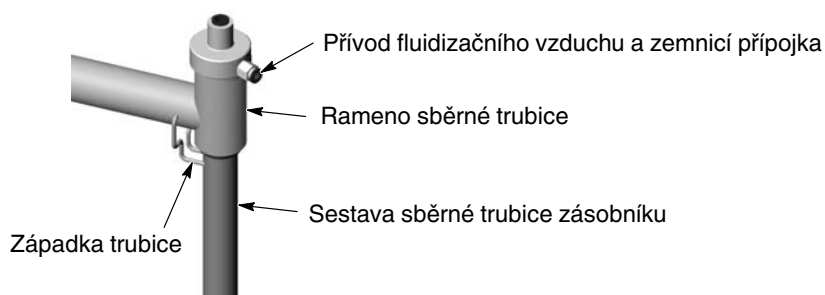 Přívod fluidizačního vzduchu a zemnicí přípojka
Rameno sběrné trubice
Sestava sběrné trubice zásobníku
Západka trubice